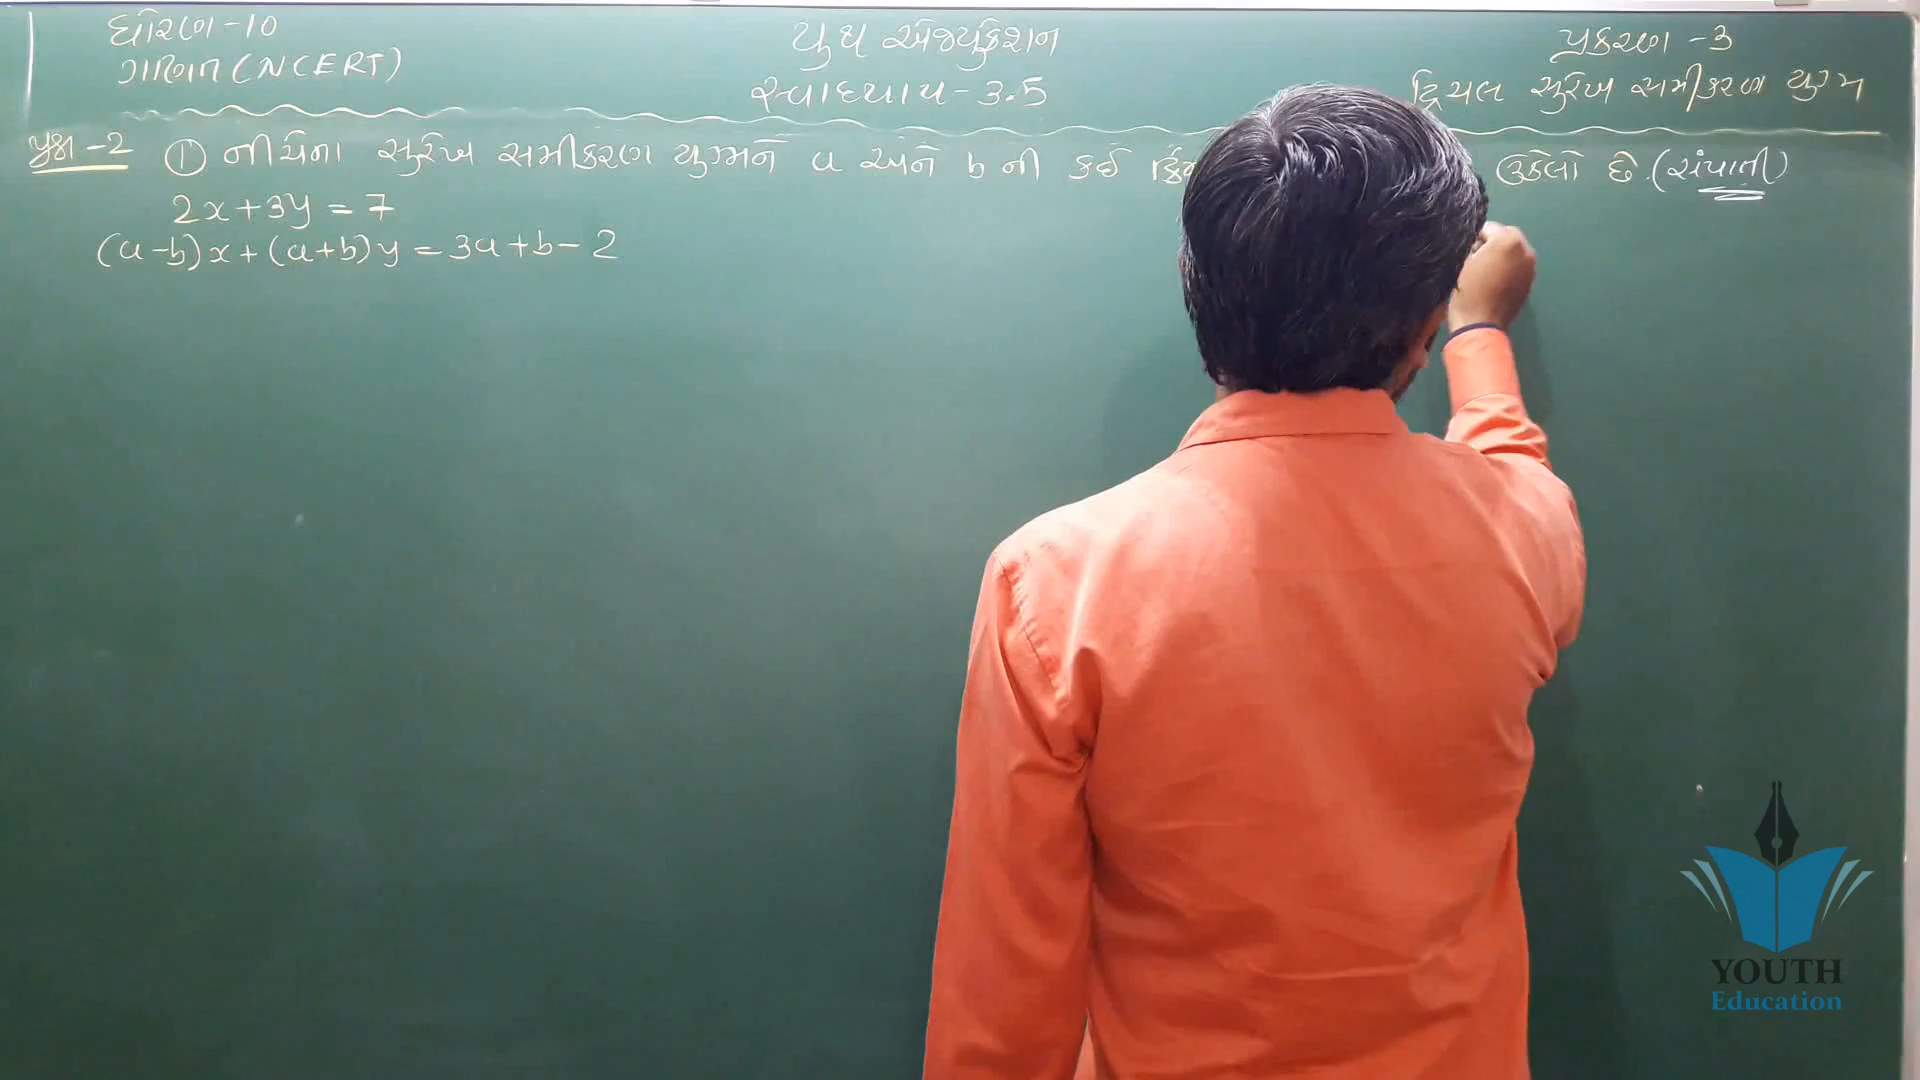 ધોરણ -10
ગણિત (NCERT)
યુથ એજ્યુકેશન
સ્વાધ્યાય - 3.5
પ્રકરણ - 3
દ્વિચલ સુરેખ સમીકરણ યુગ્મ
પ્રશ્ન -2 ① નીચેના સુરેખ સમીકરણ યુગ્મને a અને b ની કઈ ઉકેલો છે. (સંપાતી)
2x+3y = 7
(a-b)x+(a+b)y = 3a+b-2
YOUTH
Education